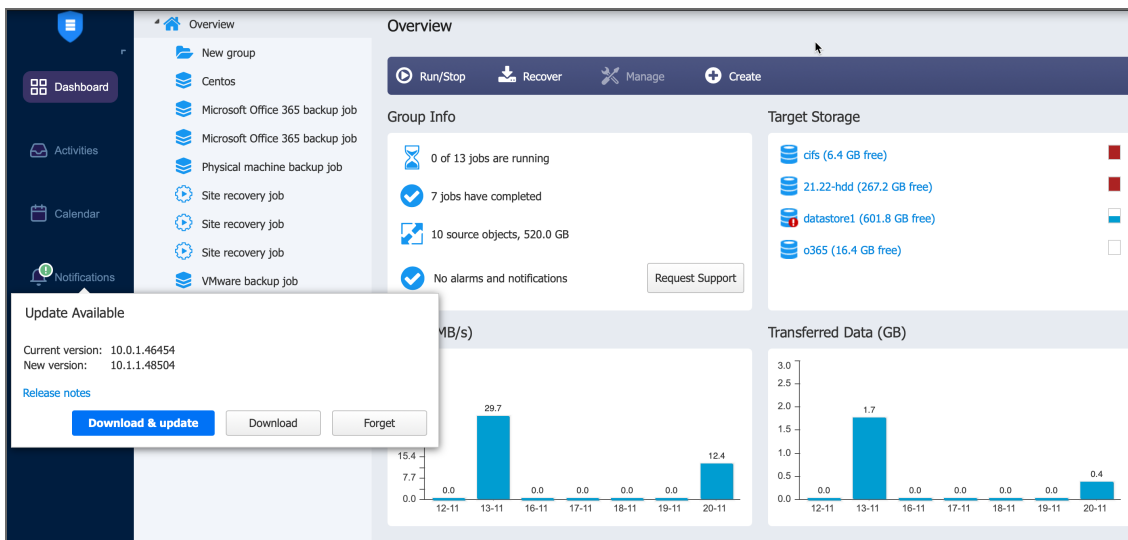 Dashboard
Activities
Calendar
Notifications
Overview
New group
Centos
Microsoft Office 365 backup job
Microsoft Office 365 backup job
Physical machine backup job
Site recovery job
Site recovery job
Site recovery job
VMware backup job
Update Available
Current version: 10.0.1.46454
New version: 10.1.1.48504
Release notes
Download & update Download Forget
Overview
Run/Stop Recover Manage Create
Group Info
0 of 13 jobs are running
7 jobs have completed
10 source objects, 520.0 GB
No alarms and notifications
Request Support
Target Storage
cifs (6.4 GB free)
21.22-hdd (267.2 GB free)
datastore1 (601.8 GB free)
o365 (16.4 GB free)
MB/s)
29.7
15.4
12.4
7.7
0.0 0.0 0.0 0.0 0.0
0.0
12-11 13-11 16-11 17-11 18-11 19-11 20-11
Transferred Data (GB)
3.0
2.5
2.0
1.7
1.5
1.0
0.5
0.4
0.0 0.0 0.0 0.0 0.0
0.0
12-11 13-11 16-11 17-11 18-11 19-11 20-11